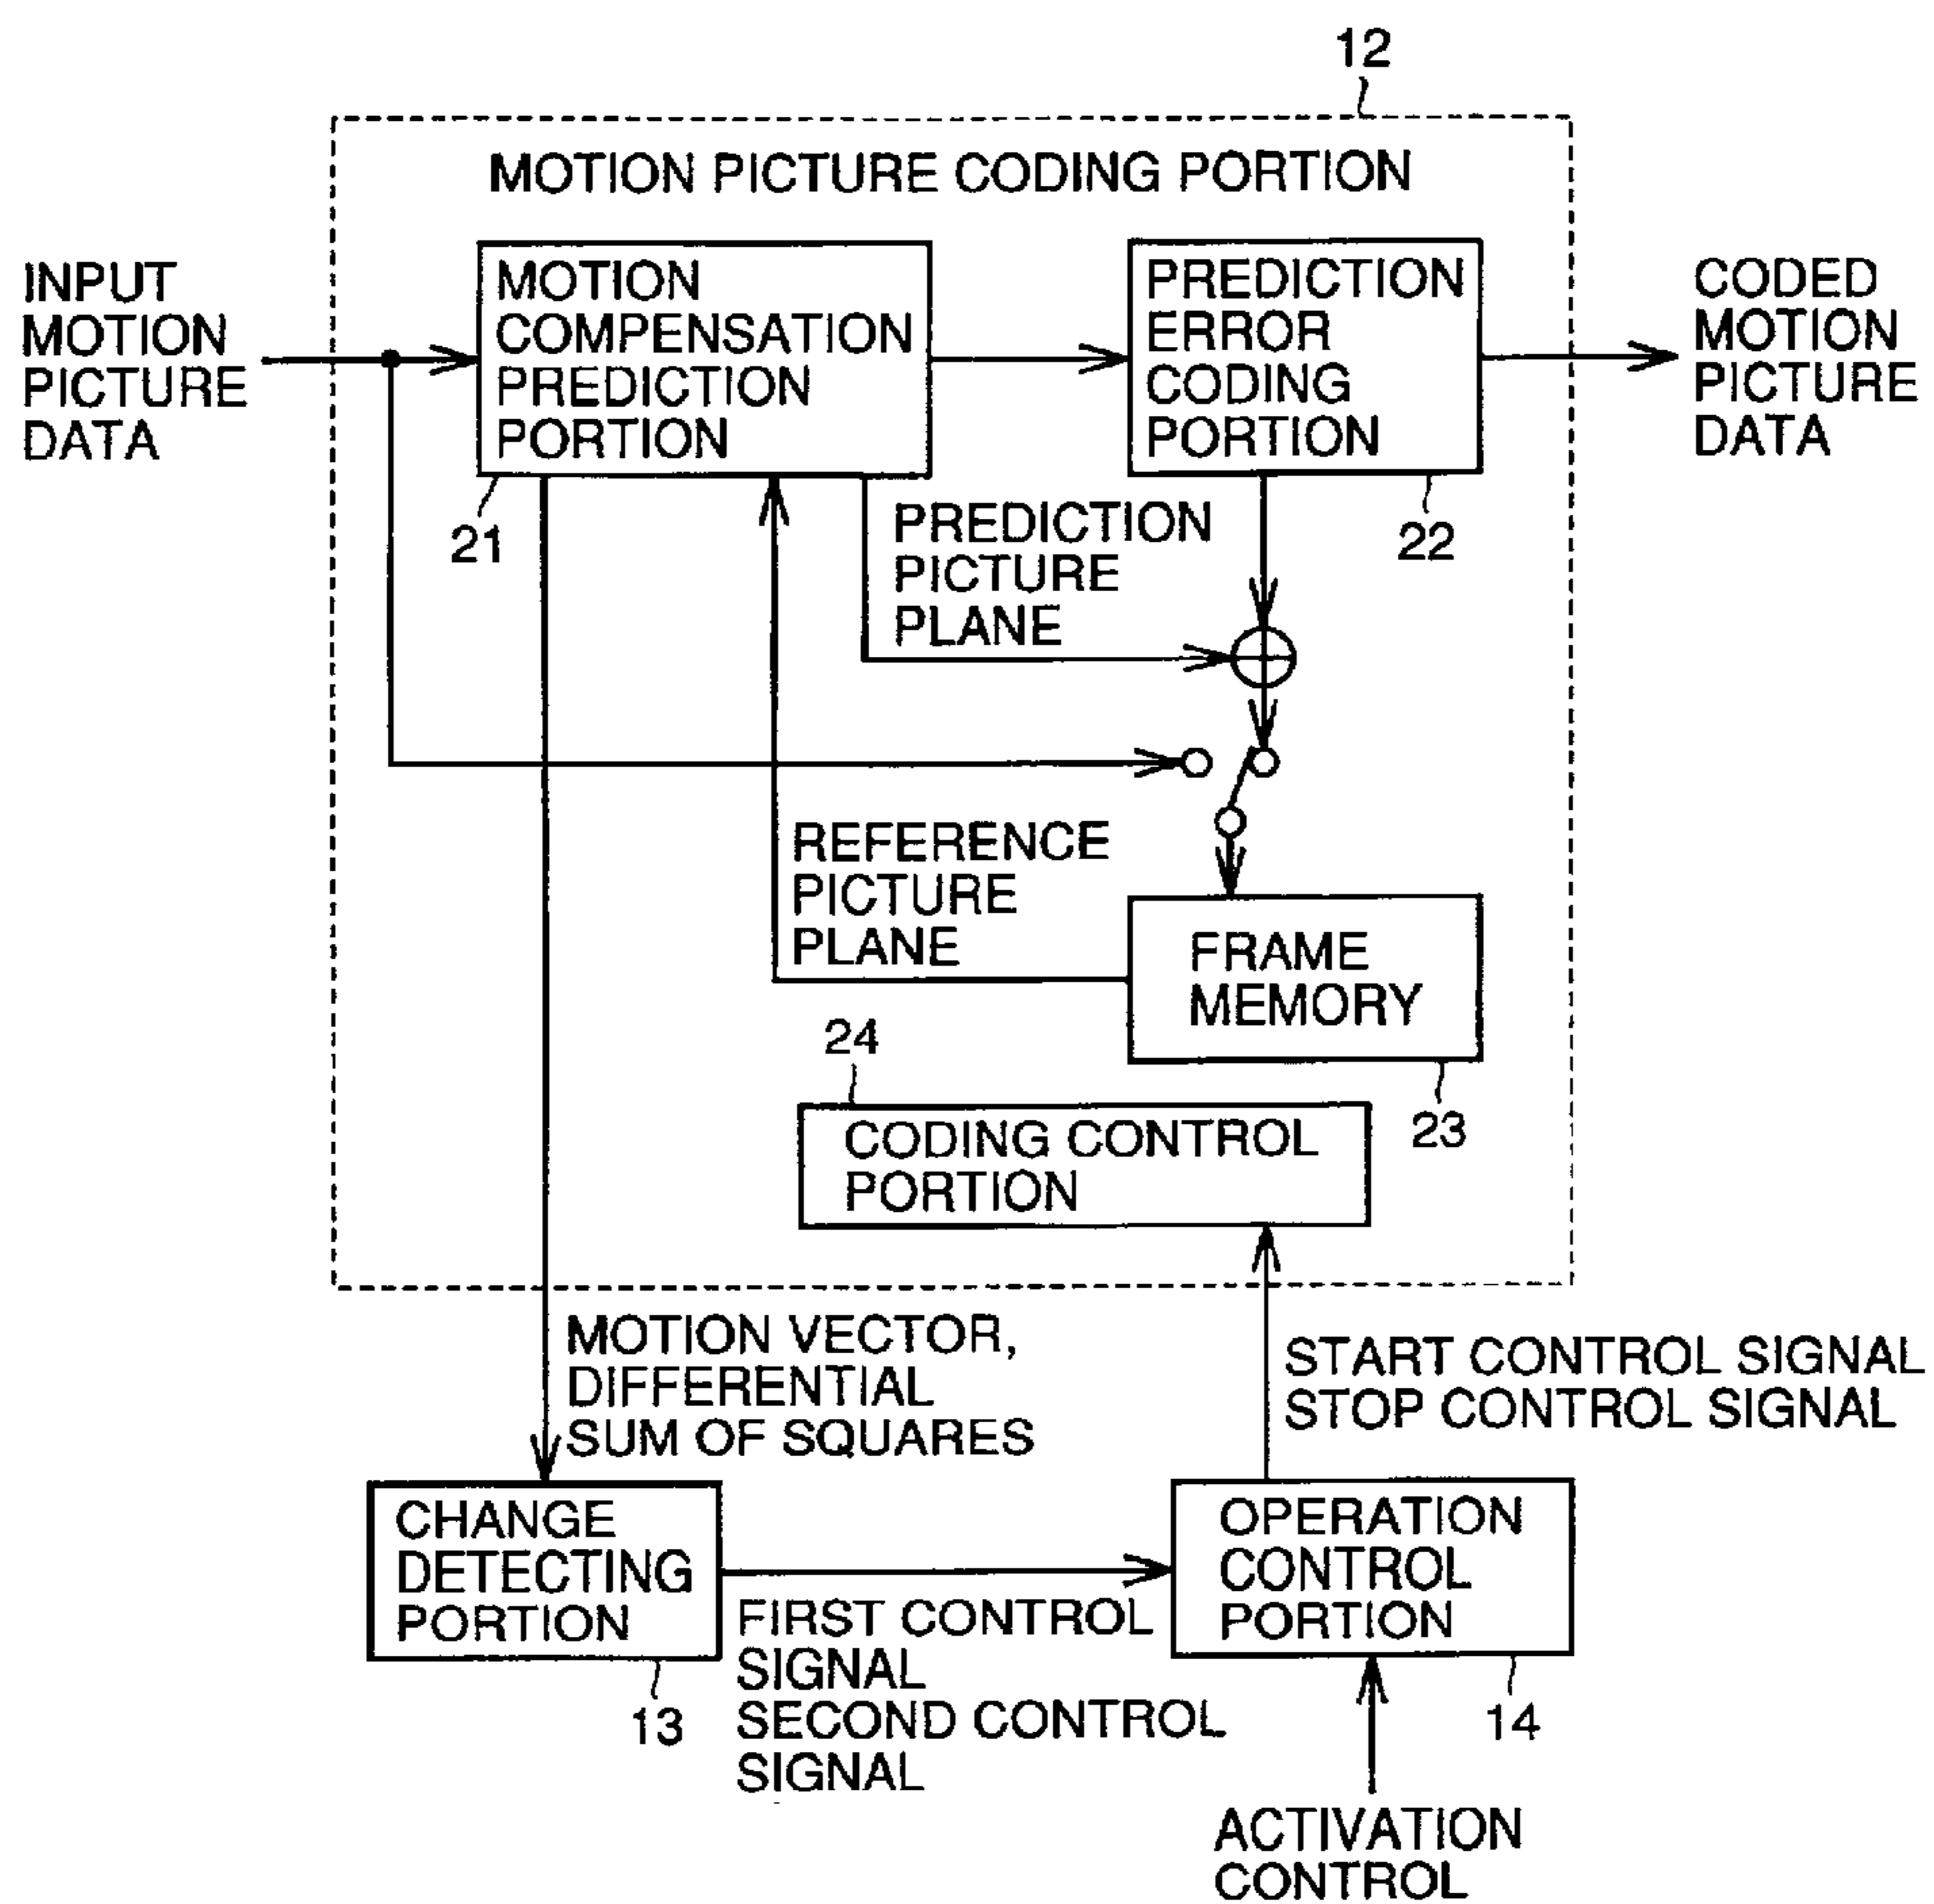 12
MOTION PICTURE CODING PORTION
INPUT
MOTION
PICTURE
DATA
MOTION
COMPENSATION
PREDICTION
PORTION
21
PREDICTION
ERROR
CODING
PORTION
22
CODED
MOTION
PICTURE
DATA
PREDICTION
PICTURE
PLANE
REFERENCE
PICTURE
PLANE
FRAME
MEMORY
23
24
CODING CONTROL
PORTION
MOTION VECTOR,
DIFFERENTIAL
SUM OF SQUARES
START CONTROL SIGNAL
STOP CONTROL SIGNAL
CHANGE
DETECTING
PORTION
13
FIRST CONTROL
SIGNAL
SECOND CONTROL
SIGNAL
OPERATION
CONTROL
PORTION
14
ACTIVATION
CONTROL